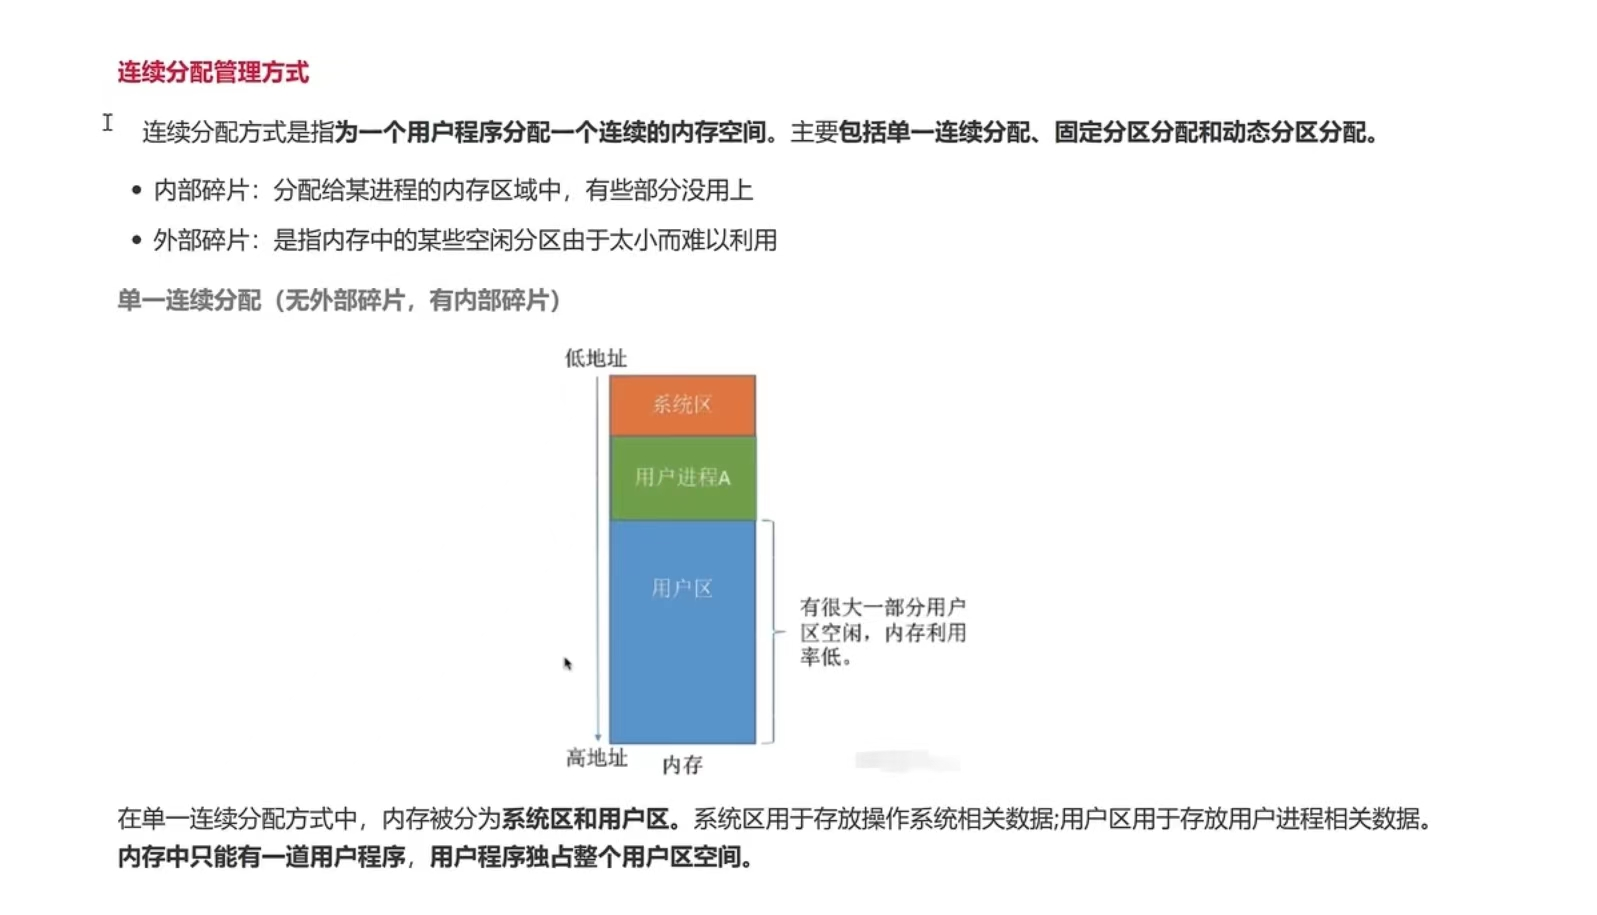 连续分配管理方式
连续分配方式是指为一个用户程序分配一个连续的内存空间。主要包括单一连续分配、固定分区分配和动态分区分配。
内部碎片：分配给某进程的内存区域中，有些部分没用上
外部碎片：是指内存中的某些空闲分区由于太小而难以利用
单一连续分配（无外部碎片，有内部碎片）
低地址
系统区
用户进程A
用户区
有很大一部分用户
区空闲，内存利用
率低。
高地址
内存
在单一连续分配方式中，内存被分为系统区和用户区。系统区用于存放操作系统相关数据;用户区用于存放用户进程相关数据。
内存中只能有一道用户程序，用户程序独占整个用户区空间。